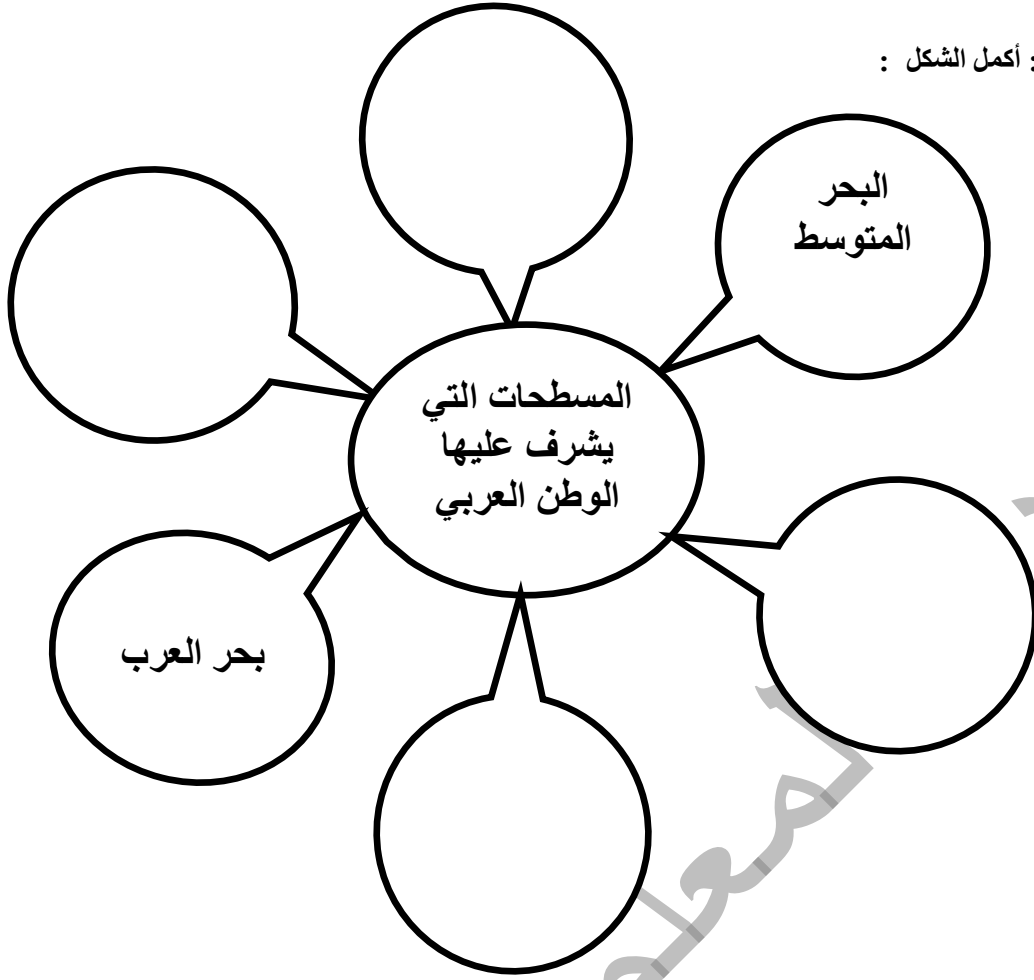 : أكمل الشكل :
البحر
المتوسط
المسطحات التي
يشرف عليها
الوطن العربي
بحر العرب